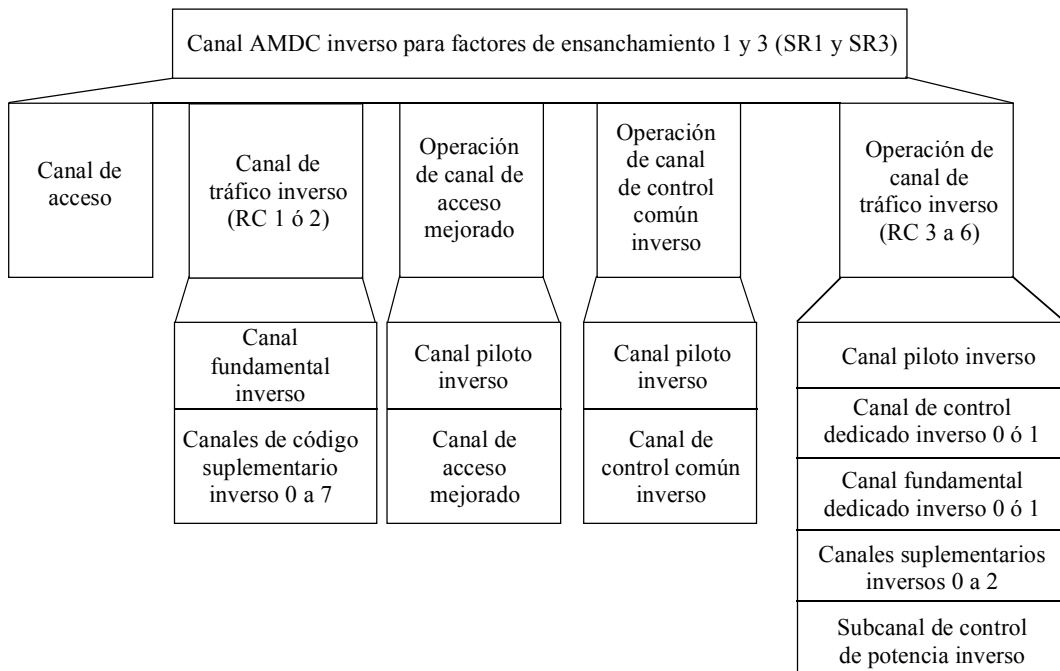 Canal AMDC inverso para factores de ensanchamiento 1 y 3 (SR1 y SR3)
Canal de
acceso
Canal de
tráfico inverso
(RC 1 ó 2)
Operación
de canal de
acceso
mejorado
Operación
de canal
de control
común
inverso
Operación de
canal de
tráfico inverso
(RC 3 a 6)
Canal
fundamental
inverso
Canales de código
suplementario
inverso 0 a 7
Canal piloto
inverso
Canal de
acceso
mejorado
Canal piloto
inverso
Canal de
control común
inverso
Canal piloto inverso
Canal de control
dedicado inverso 0 ó 1
Canal fundamental
dedicado inverso 0 ó 1
Canales suplementarios
inversos 0 a 2
Subcanal de control
de potencia inverso